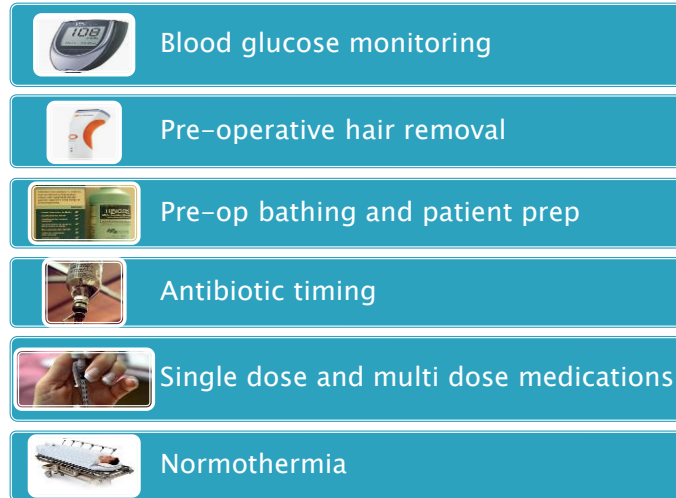 108
Blood glucose monitoring
Pre-operative hair removal
Pre-op bathing and patient prep
Antibiotic timing
Single dose and multi dose medications
Normothermia